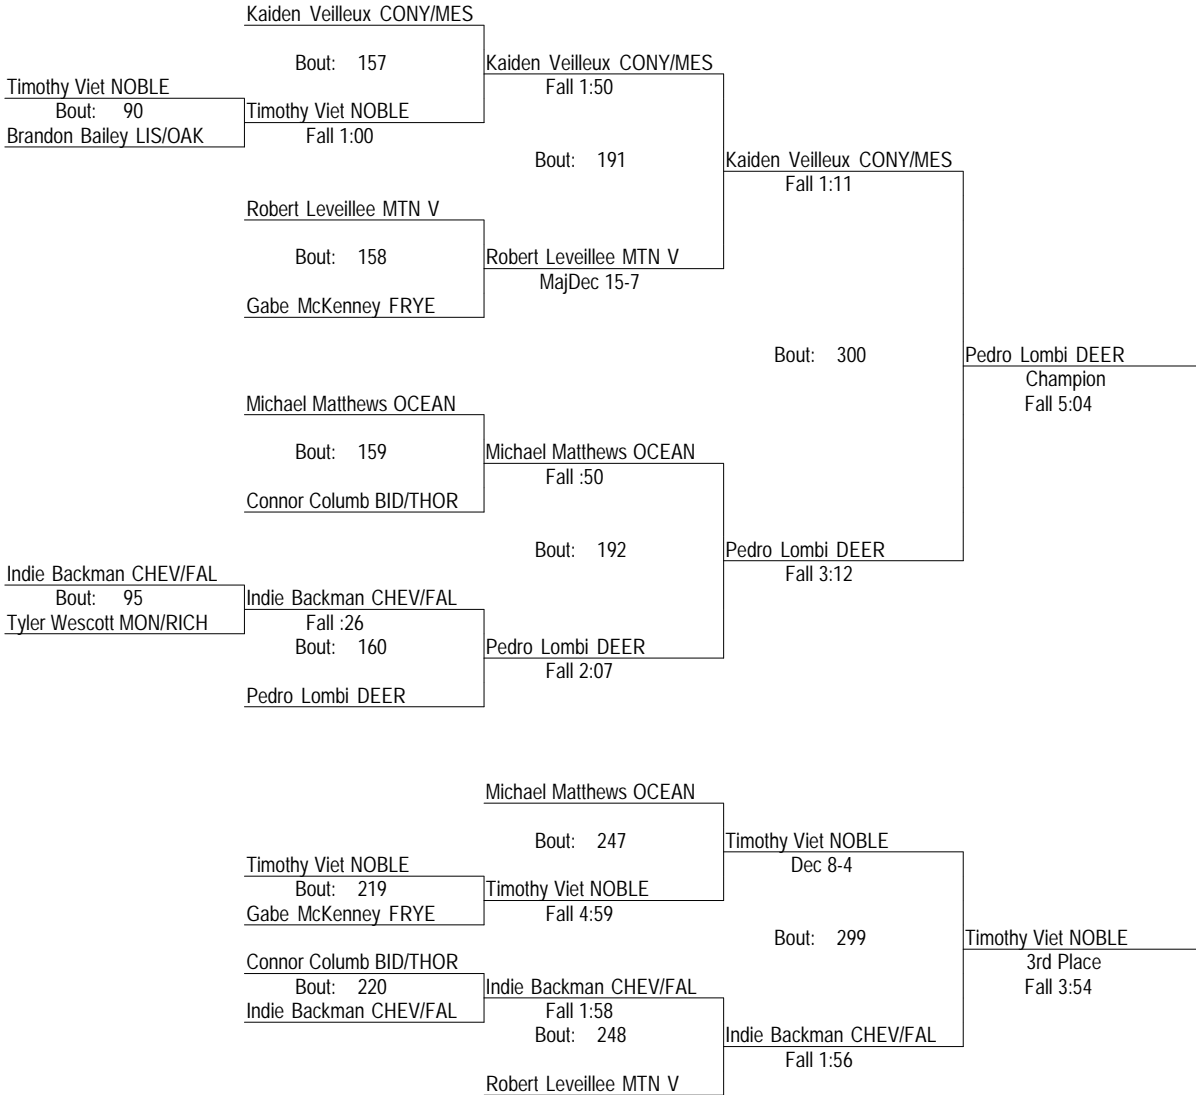 Kaiden Veilleux CONY/MES
Bout: 157
Kaiden Veilleux CONY/MES
Fall 1:50
Timothy Viet NOBLE
Bout: 90
Timothy Viet NOBLE
Brandon Bailey LIS/OAK
Fall 1:00
Bout: 191
Kaiden Veilleux CONY/MES
Fall 1:11
Robert Leveillee MTN V
Bout: 158
Robert Leveillee MTN V
MajDec 15-7
Gabe McKenney FRYE
Bout: 300
Pedro Lombi DEER
Champion
Fall 5:04
Michael Matthews OCEAN
Bout: 159
Michael Matthews OCEAN
Fall :50
Connor Columb BID/THOR
Bout: 192
Pedro Lombi DEER
Fall 3:12
Indie Backman CHEV/FAL
Bout: 95
Indie Backman CHEV/FAL
Tyler Wescott MON/RICH
Fall :26
Bout: 160
Pedro Lombi DEER
Fall 2:07
Pedro Lombi DEER
Michael Matthews OCEAN
Bout: 247
Timothy Viet NOBLE
Dec 8-4
Timothy Viet NOBLE
Bout: 219
Timothy Viet NOBLE
Gabe McKenney FRYE
Fall 4:59
Bout: 299
Timothy Viet NOBLE
3rd Place
Fall 3:54
Connor Columb BID/THOR
Bout: 220
Indie Backman CHEV/FAL
Indie Backman CHEV/FAL
Fall 1:58
Bout: 248
Indie Backman CHEV/FAL
Fall 1:56
Robert Leveillee MTN V